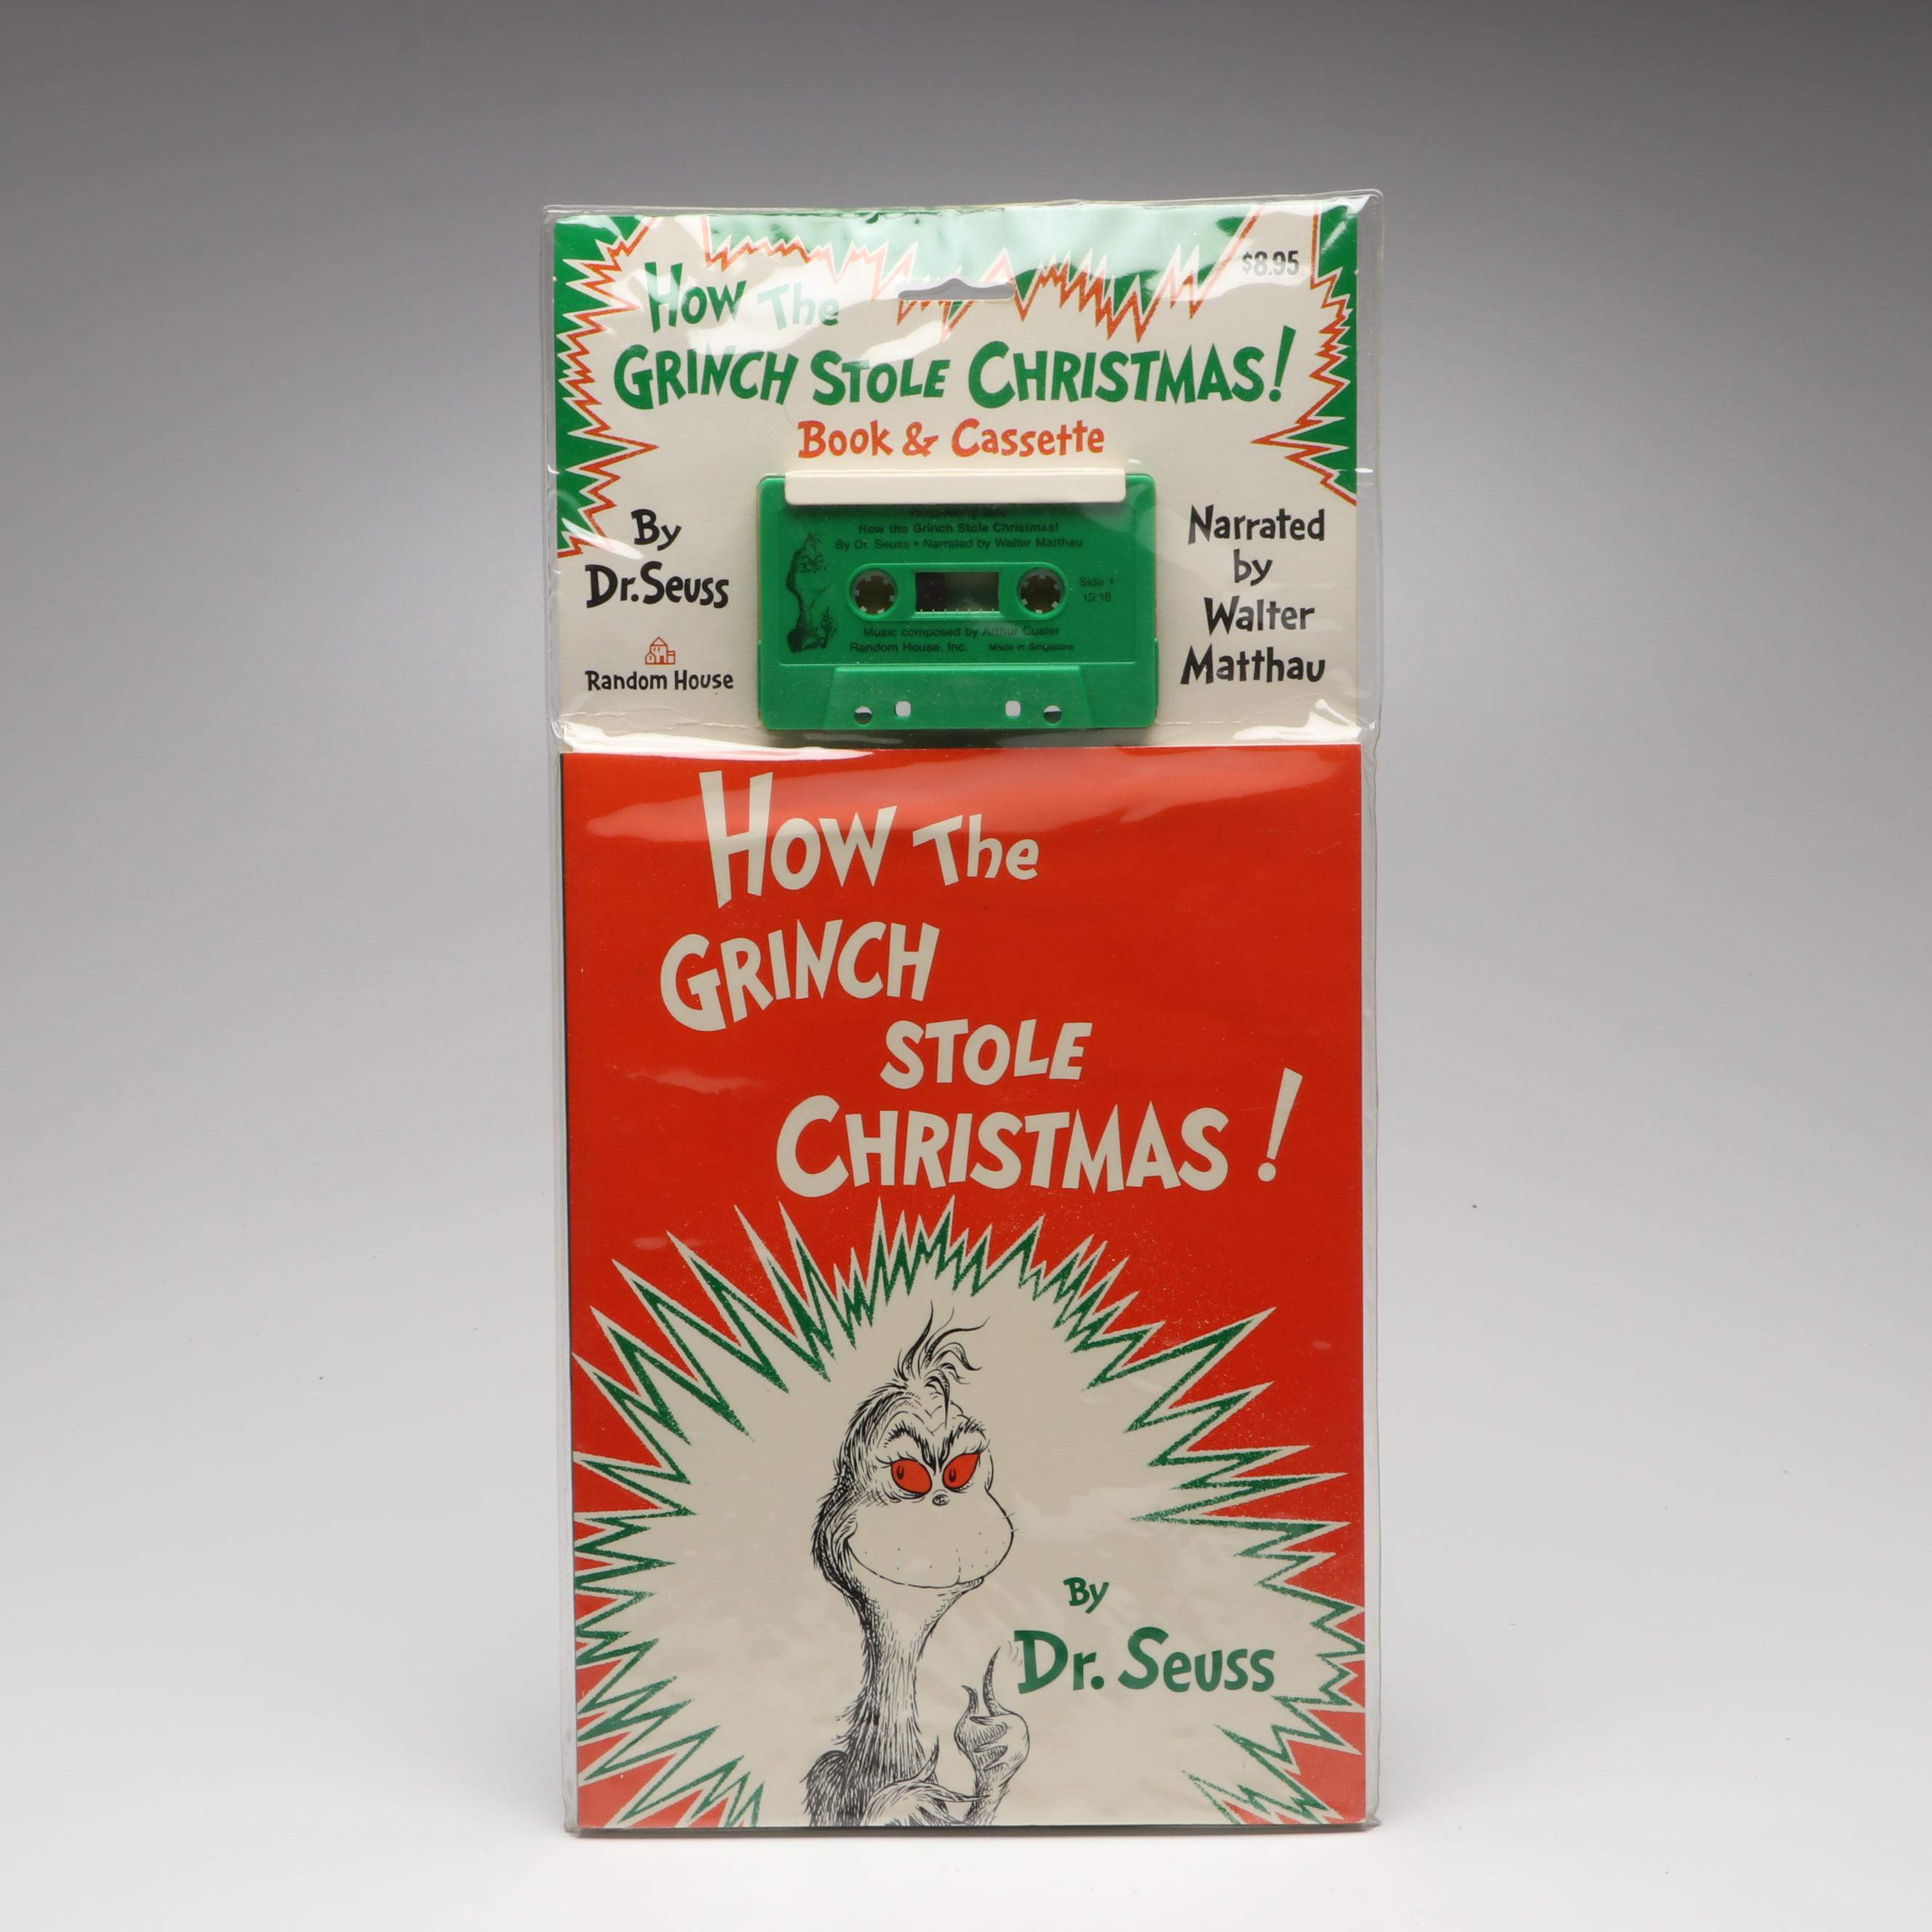 $8.95
How The
GRINCH STOLE CHRISTMAS!
Book & Cassette
By
Dr. Seuss
Random House
How the Grinch Stole Christmas!
By Dr. Seuss • Narrated by Walter Matthau
Side 1
Music composed by Arthur Custer
Random House, Inc. Made in Singapore
Narrated
by
Walter
Matthau
How The
GRINCH
STOLE
CHRISTMAS!
By
Dr. Seuss